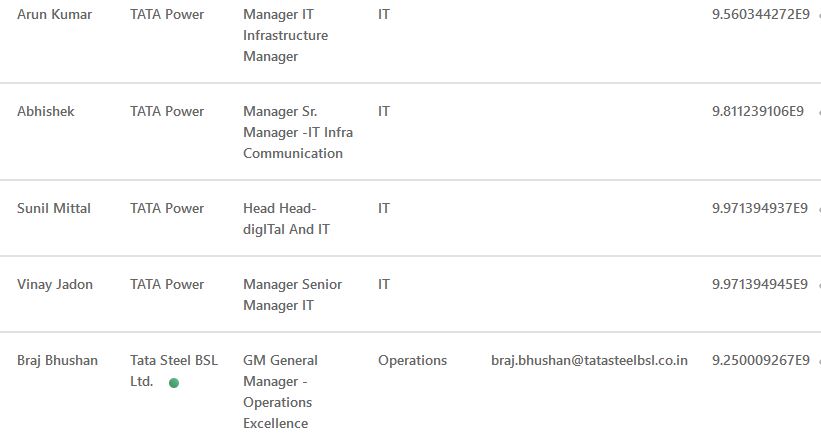 Arun Kumar TATA Power Manager IT IT 9.560344272E9
Infrastructure
Manager
Abhishek TATA Power Manager Sr. IT 9.811239106E9
Manager -IT Infra
Communication
Sunil Mittal TATA Power Head Head- IT 9.971394937E9
digITal And IT
Vinay Jadon TATA Power Manager Senior IT 9.971394945E9
Manager IT
Braj Bhushan Tata Steel BSL GM General Operations braj.bhushan@tatasteelbsl.co.in 9.250009267E9
Ltd. Manager -
Operations
Excellence